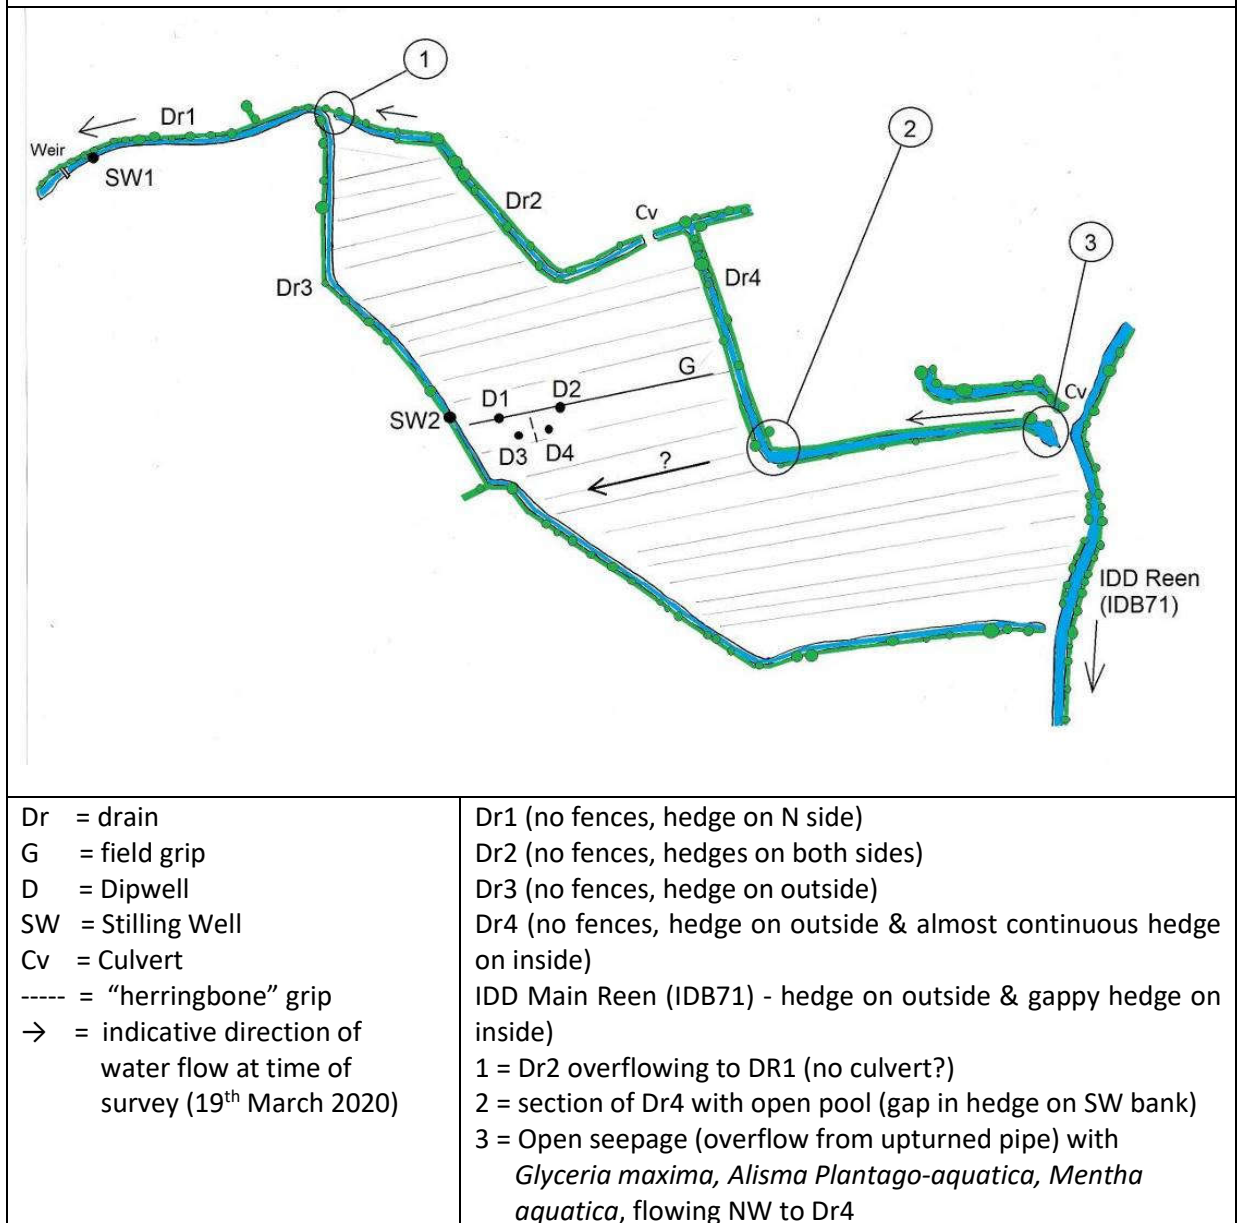 1
Dr1
2
Weir
SW1
Dr2
Cv
3
Dr3
Dr4
G
Cv
D1
D2
SW2
D3
D4
?
IDD Reen
(IDB71)
Dr = drain
G = field grip
D = Dipwell
SW = Stilling Well
Cv = Culvert
----- = “herringbone” grip
→ = indicative direction of
water flow at time of
survey (19th March 2020)
Dr1 (no fences, hedge on N side)
Dr2 (no fences, hedges on both sides)
Dr3 (no fences, hedge on outside)
Dr4 (no fences, hedge on outside & almost continuous hedge
on inside)
IDD Main Reen (IDB71) - hedge on outside & gappy hedge on
inside)
1 = Dr2 overflowing to DR1 (no culvert?)
2 = section of Dr4 with open pool (gap in hedge on SW bank)
3 = Open seepage (overflow from upturned pipe) with
Glyceria maxima, Alisma Plantago-aquatica, Mentha
aquatica, flowing NW to Dr4